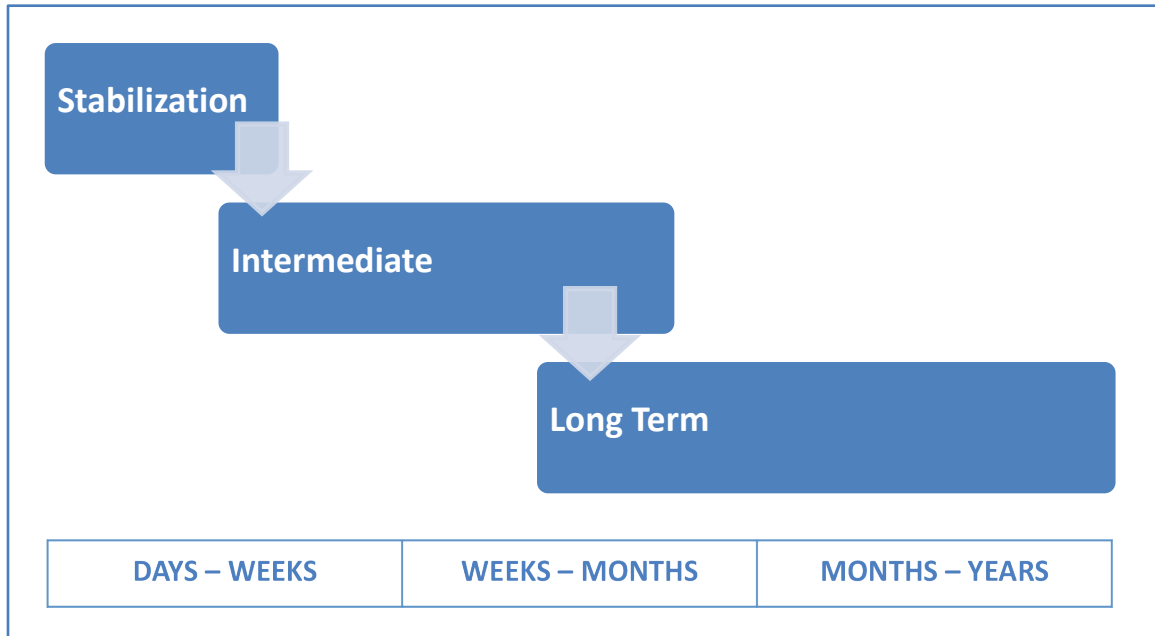 Stabilization
Intermediate
Long Term
DAYS – WEEKS
WEEKS – MONTHS
MONTHS – YEARS